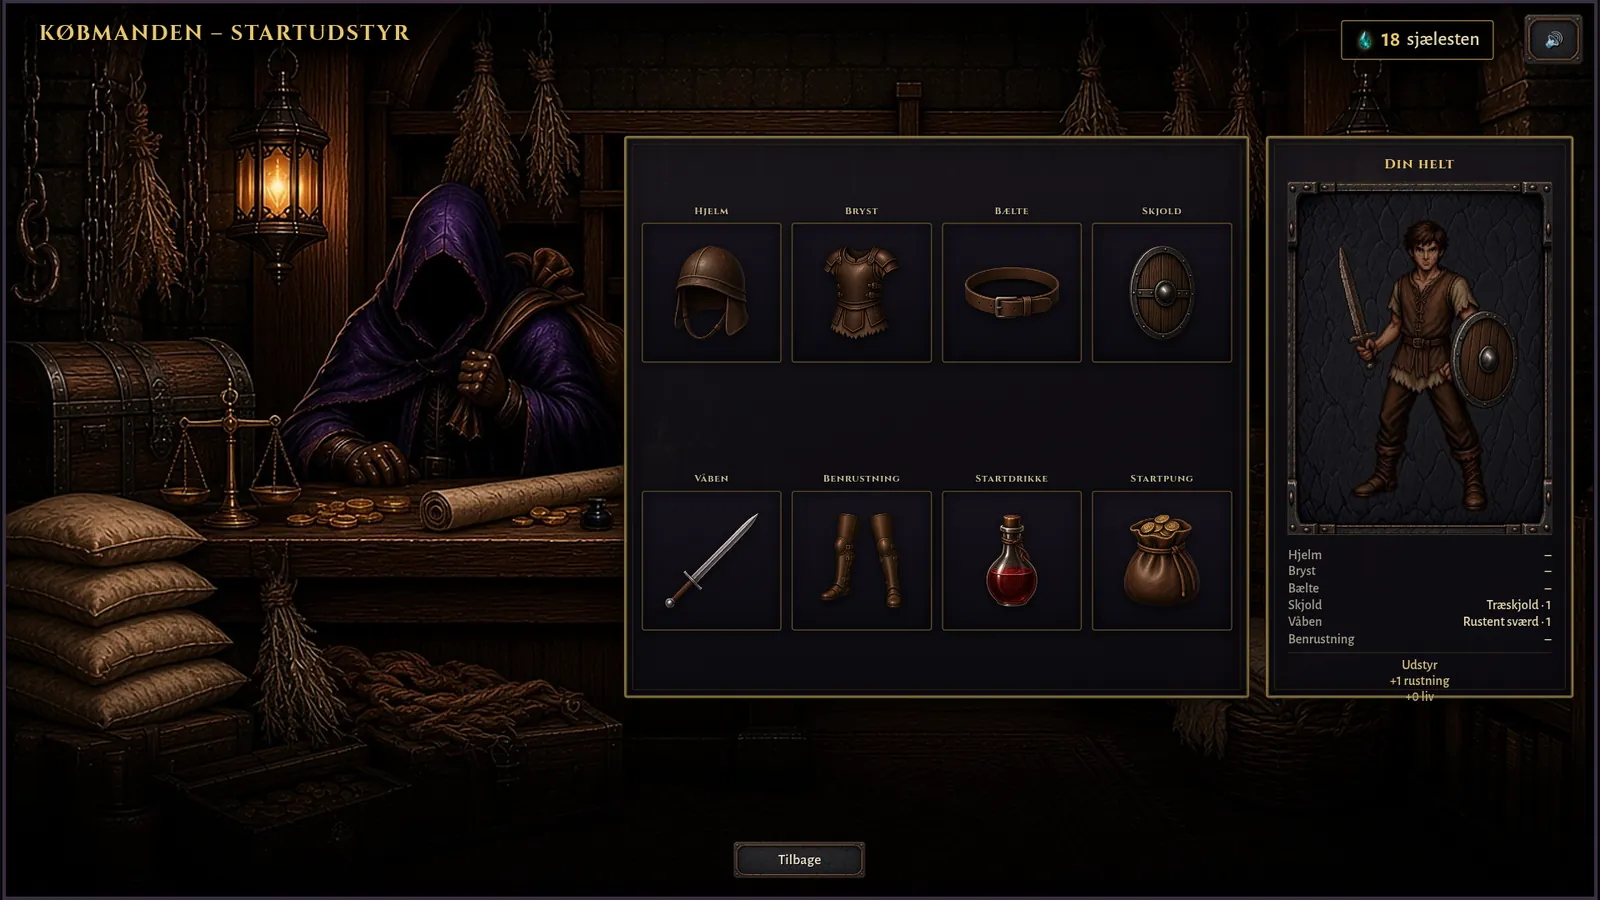 KØBMANDEN – STARTUDSTYR
18 sjælesten
HJELM
BRYST
BÆLTE
SKJOLD
VÅBEN
BENRUSTNING
STARTDRIKKE
STARTPUNG
DIN HELT
Hjelm –
Bryst –
Bælte –
Skjold Træskjold · 1
Våben Rustent sværd · 1
Benrustning –
Udstyr
+1 rustning
+0 liv
Tilbage